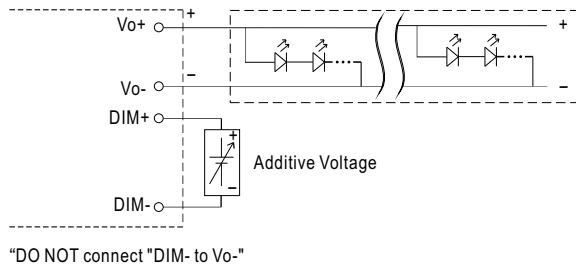 Vo+
+
+
Vo-
−
−
DIM+
+
Additive Voltage
−
DIM-
“DO NOT connect "DIM- to Vo-"